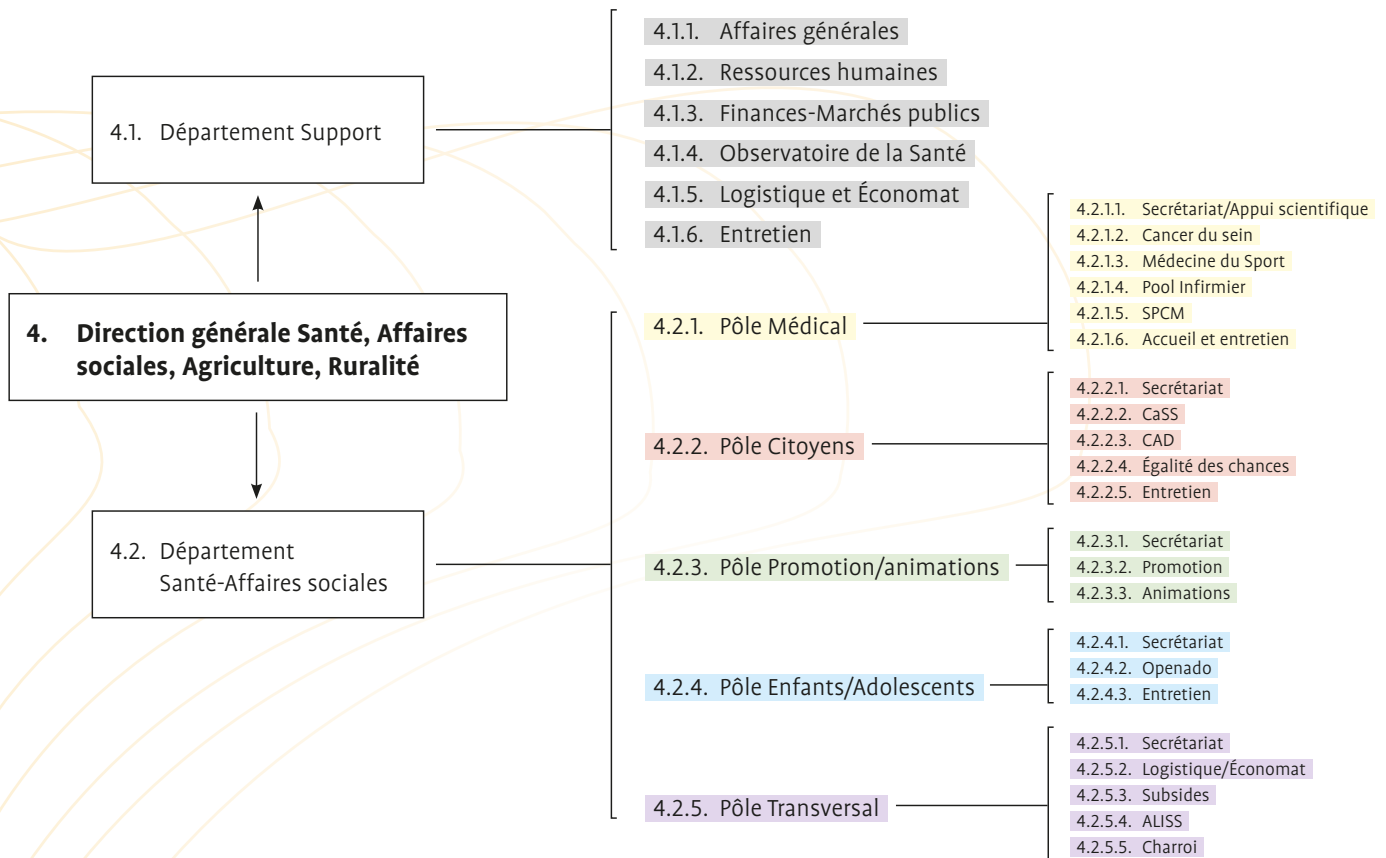 4.1.1. Affaires générales
4.1.2. Ressources humaines
4.1.3. Finances-Marchés publics
4.1.4. Observatoire de la Santé
4.1.5. Logistique et Économat
4.1.6. Entretien
4.1. Département Support
4. Direction générale Santé, Affaires
sociales, Agriculture, Ruralité
4.2. Département
Santé-Affaires sociales
4.2.1. Pôle Médical
4.2.1.1. Secrétariat/Appui scientifique
4.2.1.2. Cancer du sein
4.2.1.3. Médecine du Sport
4.2.1.4. Pool Infirmier
4.2.1.5. SPCM
4.2.1.6. Accueil et entretien
4.2.2. Pôle Citoyens
4.2.2.1. Secrétariat
4.2.2.2. CaSS
4.2.2.3. CAD
4.2.2.4. Égalité des chances
4.2.2.5. Entretien
4.2.3. Pôle Promotion/animations
4.2.3.1. Secrétariat
4.2.3.2. Promotion
4.2.3.3. Animations
4.2.4. Pôle Enfants/Adolescents
4.2.4.1. Secrétariat
4.2.4.2. Openado
4.2.4.3. Entretien
4.2.5. Pôle Transversal
4.2.5.1. Secrétariat
4.2.5.2. Logistique/Économat
4.2.5.3. Subsides
4.2.5.4. ALISS
4.2.5.5. Charroi